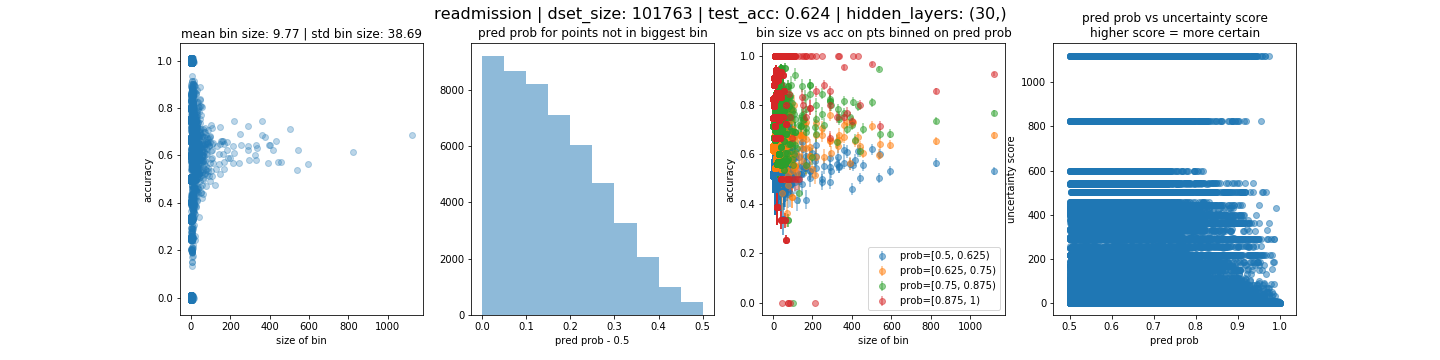 readmission | dset_size: 101763 | test_acc: 0.624 | hidden_layers: (30,)
mean bin size: 9.77 | std bin size: 38.69
accuracy
1.0
0.8
0.6
0.4
0.2
0.0
0 200 400 600 800 1000
size of bin
pred prob for points not in biggest bin
8000
6000
4000
2000
0
0.0 0.1 0.2 0.3 0.4 0.5
pred prob - 0.5
bin size vs acc on pts binned on pred prob
accuracy
1.0
0.8
0.6
0.4
0.2
0.0
prob=[0.5, 0.625)
prob=[0.625, 0.75)
prob=[0.75, 0.875)
prob=[0.875, 1)
0 200 400 600 800 1000
size of bin
pred prob vs uncertainty score
higher score = more certain
uncertainty score
1000
800
600
400
200
0
0.5 0.6 0.7 0.8 0.9 1.0
pred prob